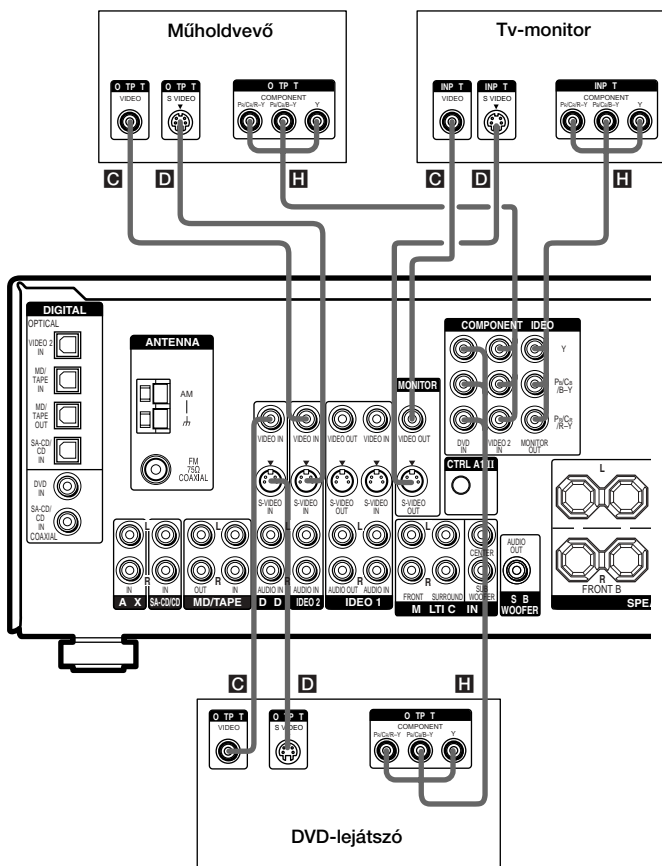 Műholdvevő
O TP T
VIDEO
O TP T
S VIDEO
O TP T
COMPONENT
PR/CR/R–Y PB/CB/B–Y Y
Tv-monitor
INP T
VIDEO
INP T
S VIDEO
INP T
COMPONENT
PR/CR/R–Y PB/CB/B–Y Y
C D H C D H
DIGITAL
OPTICAL
VIDEO 2
IN
MD/
TAPE
IN
MD/
TAPE
OUT
SA-CD/
CD
IN
DVD
IN
SA-CD/
CD
IN
COAXIAL
ANTENNA
AM
FM
75Ω
COAXIAL
MONITOR
VIDEO IN VIDEO IN VIDEO OUT VIDEO IN VIDEO OUT
S-VIDEO
IN
S-VIDEO
IN
S-VIDEO
OUT
S-VIDEO
IN
S-VIDEO
OUT
COMPONENT IDEO
Y
PB/CB
/B–Y
PR/CR
/R–Y
DVD
IN
VIDEO 2
IN
MONITOR
OUT
CTRL A1II
L
R
IN
A X
IN
SA-CD/CD
L
R
OUT IN
MD/TAPE
L
R
AUDIO IN AUDIO IN AUDIO OUT AUDIO IN
D D IDEO 2 IDEO 1
L
R
FRONT SURROUND
CENTER
SUB
WOOFER
M LTI C IN
AUDIO
OUT
S B
WOOFER
L
R
FRONT B
SPEA
C D H
O TP T
VIDEO
O TP T
S VIDEO
O TP T
COMPONENT
PR/CR/R–Y PB/CB/B–Y Y
DVD-lejátszó